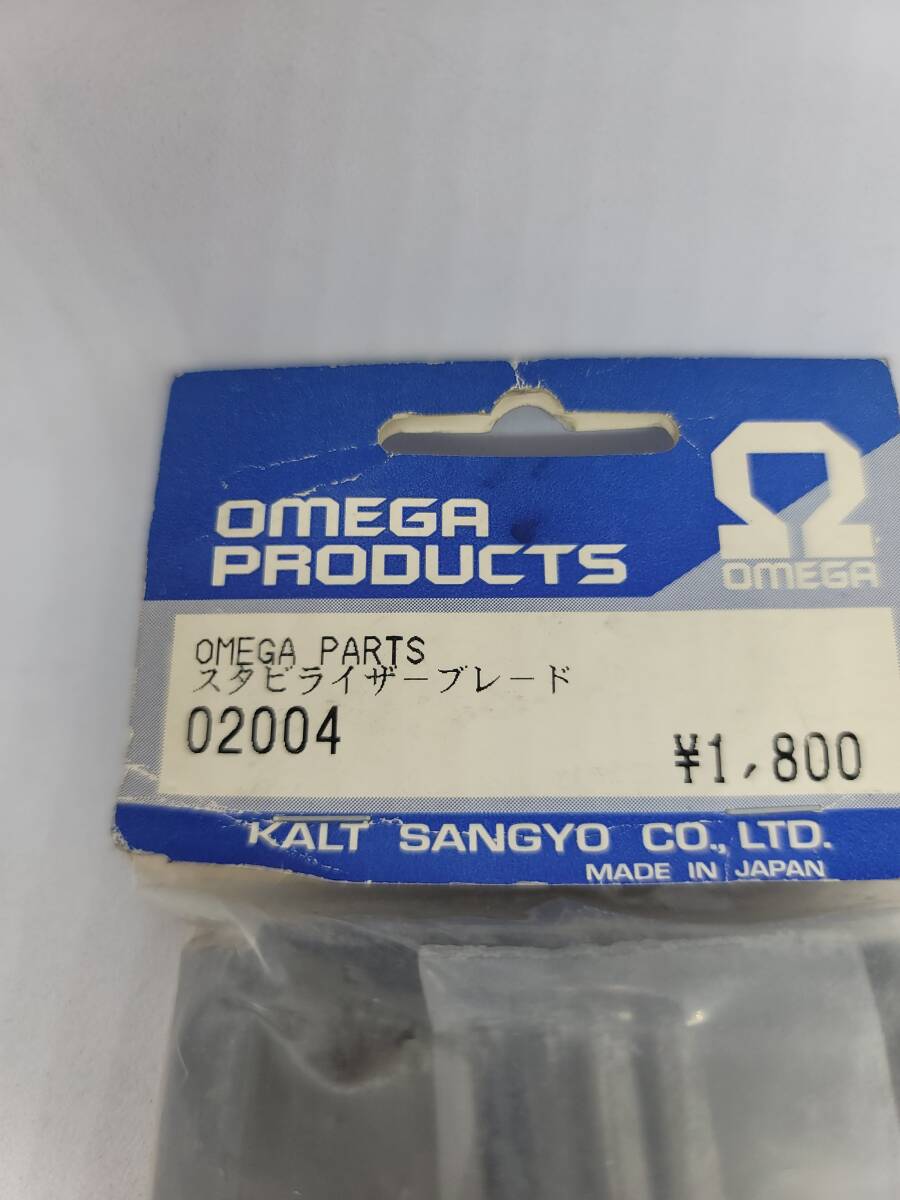 OMEGA
PRODUCTS
Ω
OMEGA
OMEGA PARTS
スタビライザーブレード
02004
¥1,800
KALT SANGYO CO., LTD.
MADE IN JAPAN